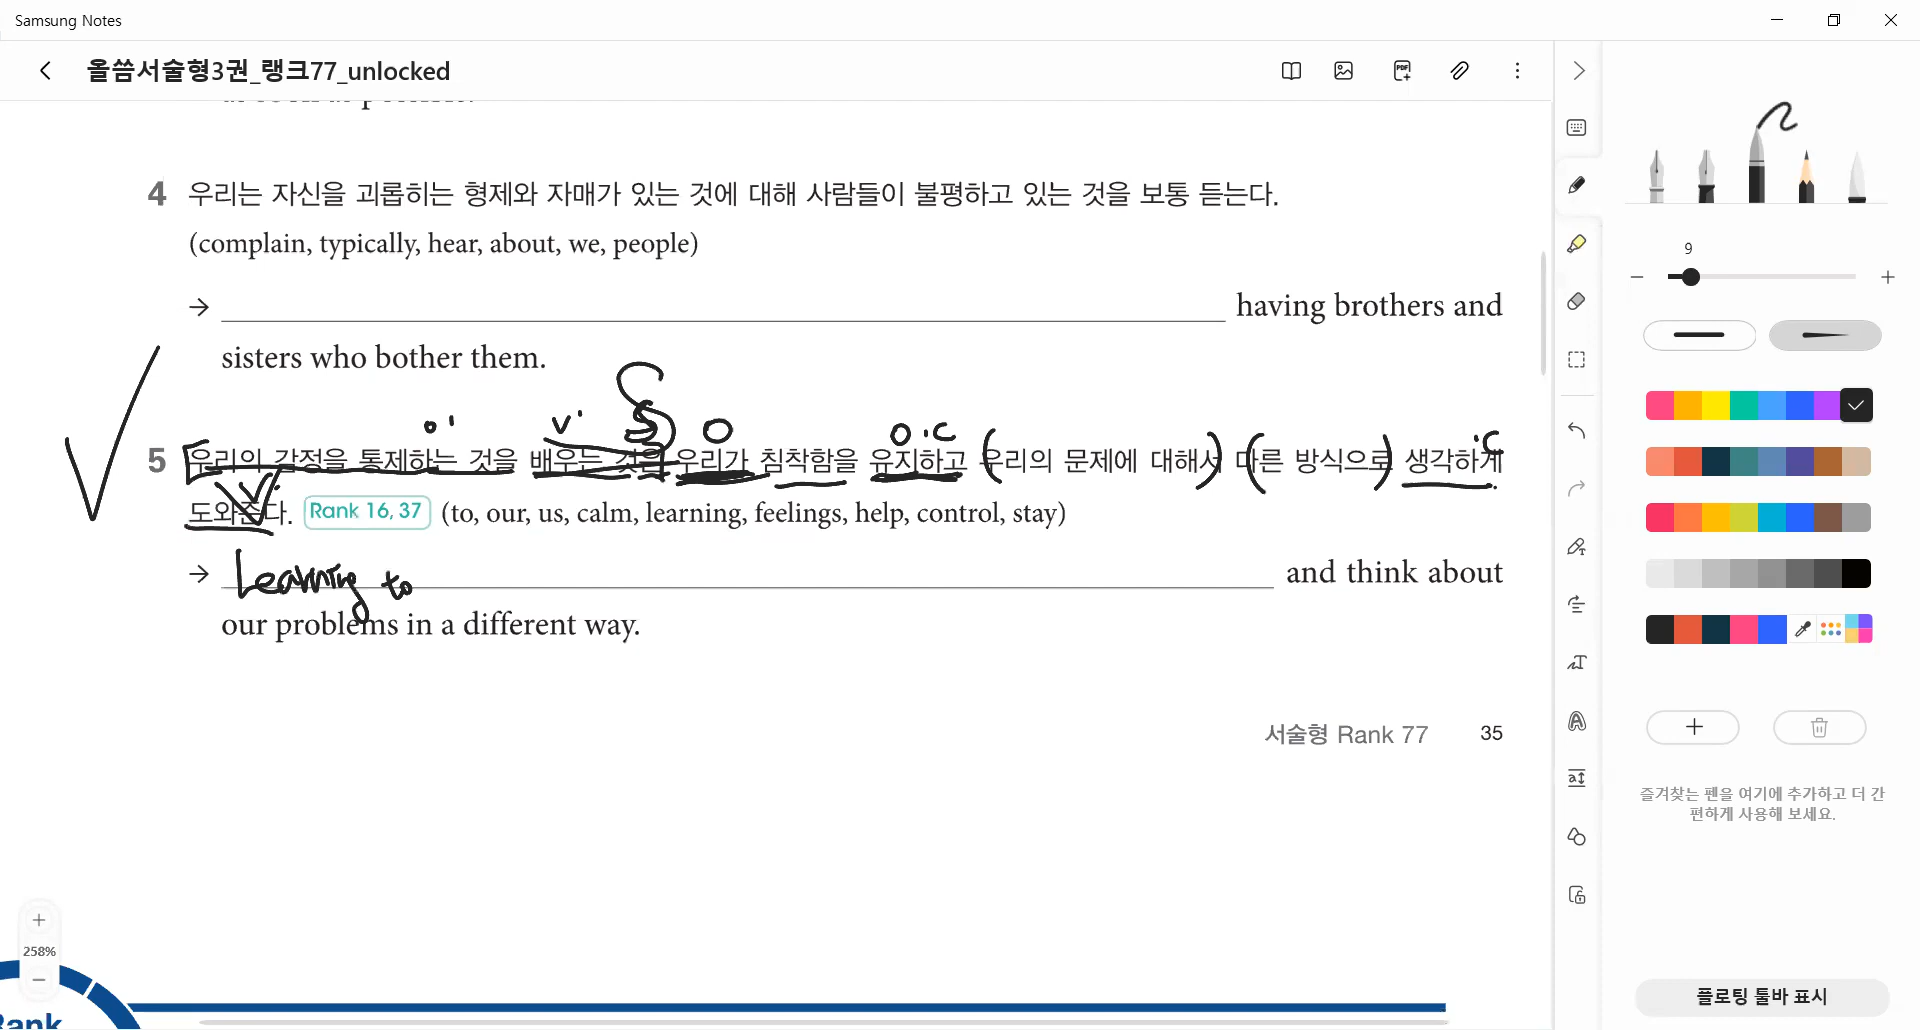 Samsung Notes
올씀서술형3권_랭크77_unlocked
4 우리는 자신을 괴롭히는 형제와 자매가 있는 것에 대해 사람들이 불평하고 있는 것을 보통 듣는다.
(complain, typically, hear, about, we, people)
→ having brothers and
sisters who bother them.
o' v' S O O.C .C
5 우리의 감정을 통제하는 것을 배우는 것은 우리가 침착함을 유지하고 우리의 문제에 대해서 다른 방식으로 생각하게
도와준다. Rank 16, 37 (to, our, us, calm, learning, feelings, help, control, stay)
V
→ Learning to and think about
our problems in a different way.
서술형 Rank 77 35
258%
Rank
9
즐겨찾는 펜을 여기에 추가하고 더 간
편하게 사용해 보세요.
플로팅 툴바 표시